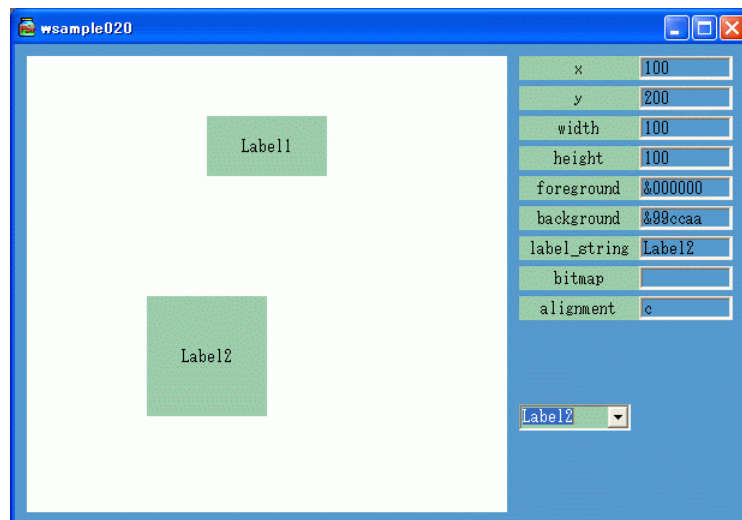 wsample020
Label1
Label2
x 100
y 200
width 100
height 100
foreground &000000
background &99ccaa
label_string Label2
bitmap
alignment c
Label2